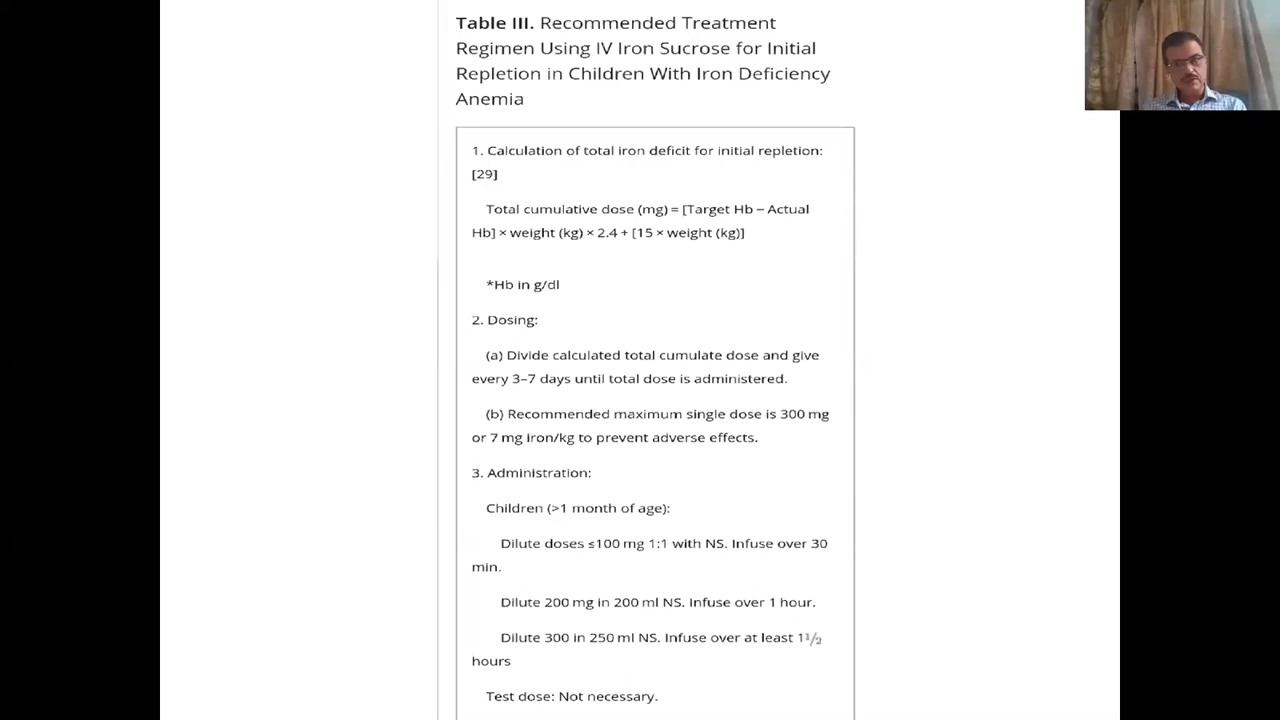 Table III. Recommended Treatment
Regimen Using IV Iron Sucrose for Initial
Repletion in Children With Iron Deficiency
Anemia
1. Calculation of total iron deficit for initial repletion:
[29]
Total cumulative dose (mg) = [Target Hb – Actual
Hb] × weight (kg) × 2.4 + [15 × weight (kg)]
*Hb in g/dl
2. Dosing:
(a) Divide calculated total cumulate dose and give
every 3–7 days until total dose is administered.
(b) Recommended maximum single dose is 300 mg
or 7 mg iron/kg to prevent adverse effects.
3. Administration:
Children (>1 month of age):
Dilute doses ≤100 mg 1:1 with NS. Infuse over 30
min.
Dilute 200 mg in 200 ml NS. Infuse over 1 hour.
Dilute 300 in 250 ml NS. Infuse over at least 1½
hours
Test dose: Not necessary.